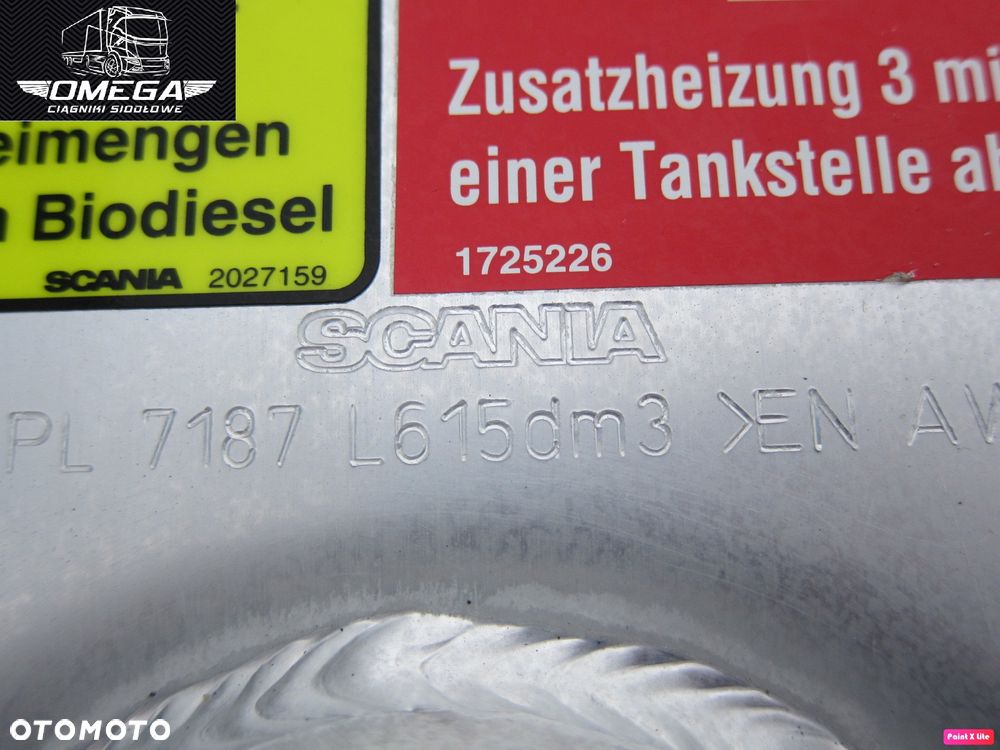 OMEGA
CIĄGNIKI SIODŁOWE
eimengen
n Biodiesel
SCANIA 2027159
Zusatzheizung 3 mi
einer Tankstelle ab
1725226
SCANIA
PL 7187 L615dm3 >EN AW
OTOMOTO
Paint X Lite